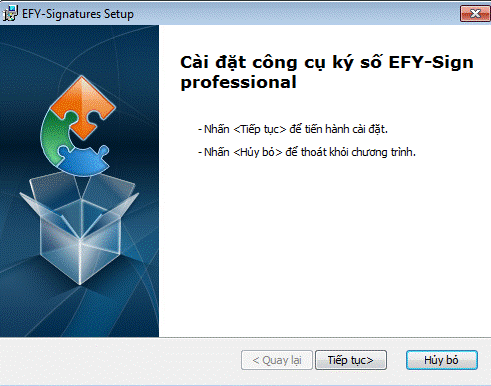 EFY-Signatures Setup
Cài đặt công cụ ký số EFY-Sign
professional
- Nhấn <Tiếp tục> để tiến hành cài đặt.
- Nhấn <Hủy bỏ> để thoát khỏi chương trình.
< Quay lại
Tiếp tục>
Hủy bỏ